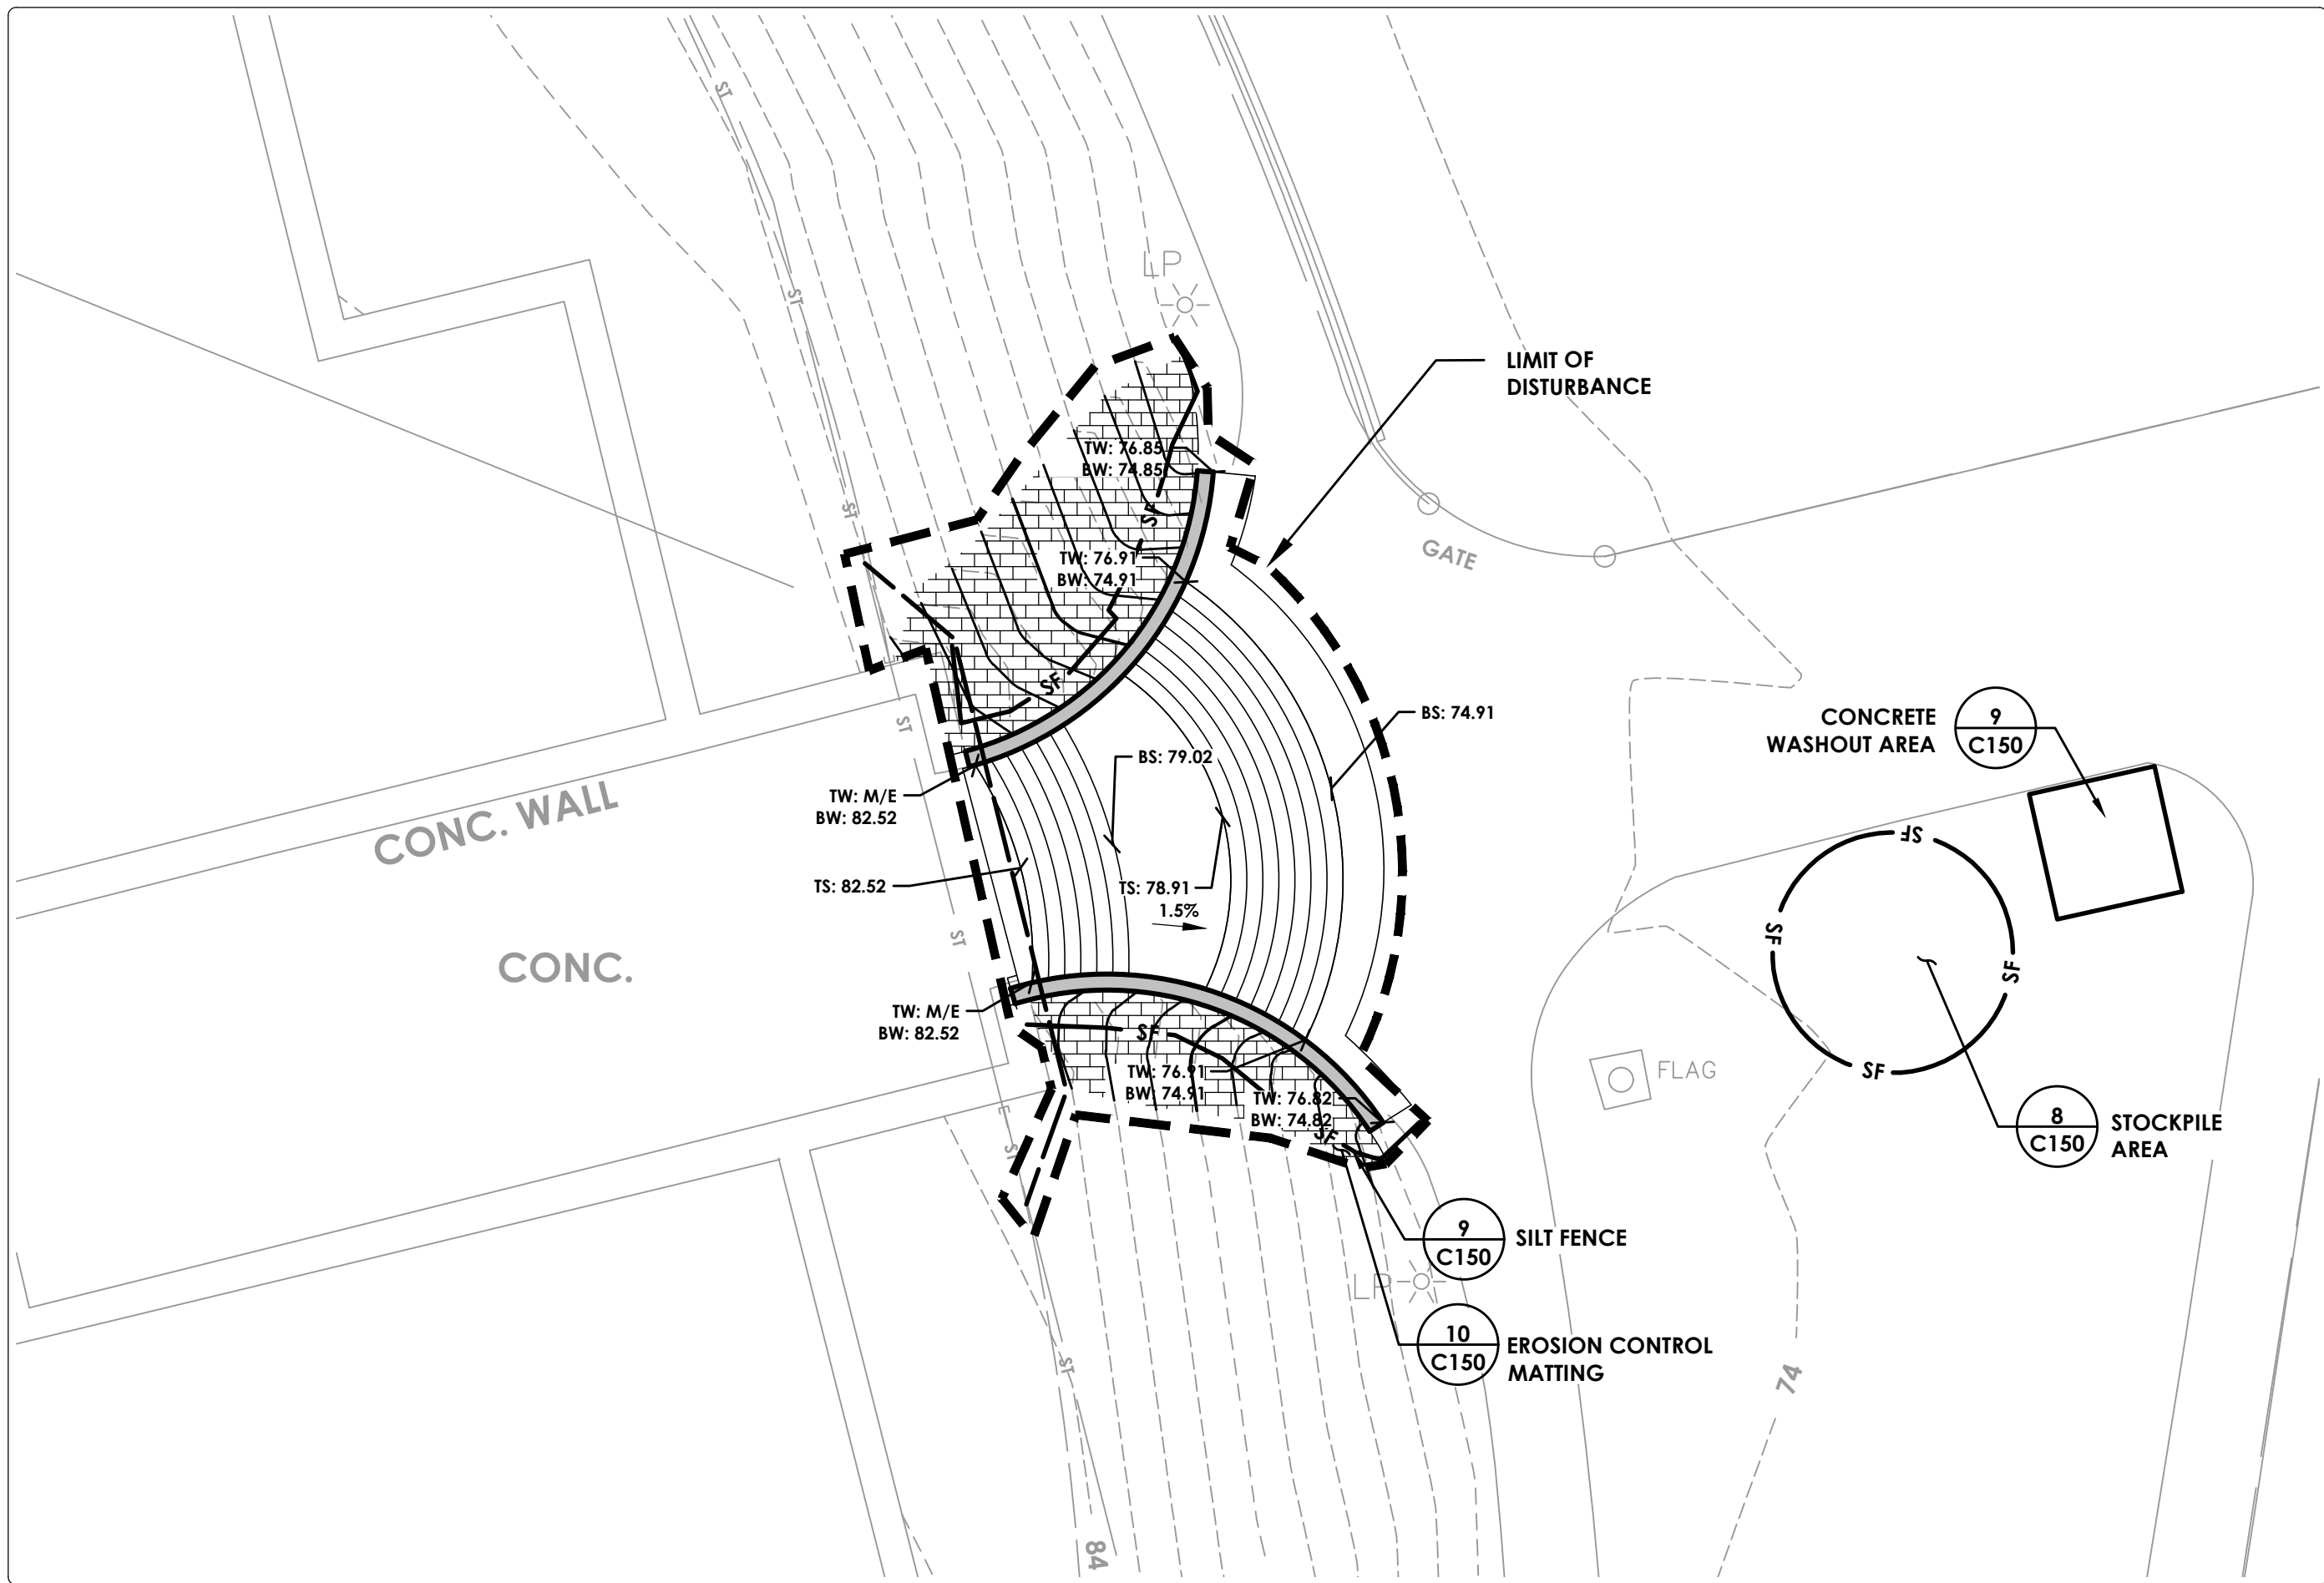 ST
LP
LIMIT OF
DISTURBANCE
ST
TW: 76.85
BW: 74.85
ST
SF
GATE
TW: 76.91
BW: 74.91
SF
ST
BS: 74.91
CONCRETE
WASHOUT AREA
9
C150
BS: 79.02
TW: M/E
BW: 82.52
CONC. WALL
SF
TS: 82.52
TS: 78.91
1.5%
SF
ST
CONC.
SF
TW: M/E
BW: 82.52
SF
TW: 76.91
BW: 74.91
TW: 76.82
BW: 74.82
FLAG
SF
SF
E
ST
8
C150
STOCKPILE
AREA
9
C150
SILT FENCE
LP
10
C150
EROSION CONTROL
MATTING
ST
74
84